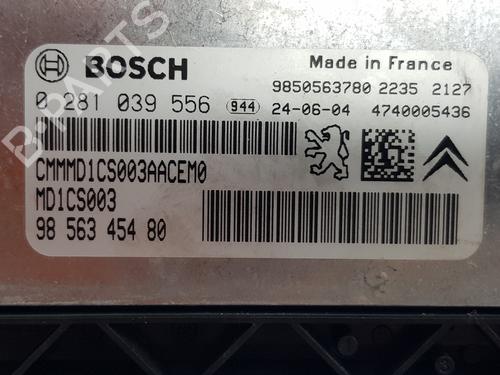 B-PARTS
BOSCH
Made in France
9850563780 2235 2127
0 281 039 556 944 24-06-04 4740005436
CMMMD1CS003AACEM0
MD1CS003
98 563 454 80